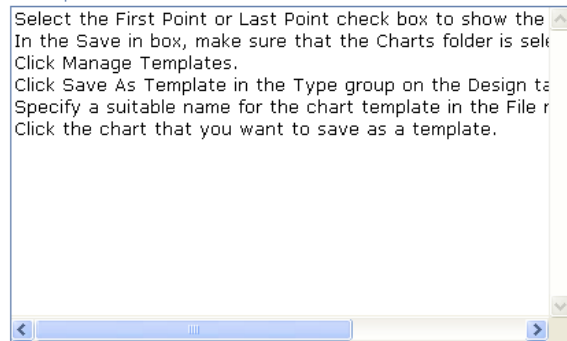 Select the First Point or Last Point check box to show the
In the Save in box, make sure that the Charts folder is
Click Manage Templates.
Click Save As Template in the Type group on the Design
Specify a suitable name for the chart template in the File
Click the chart that you want to save as a template.